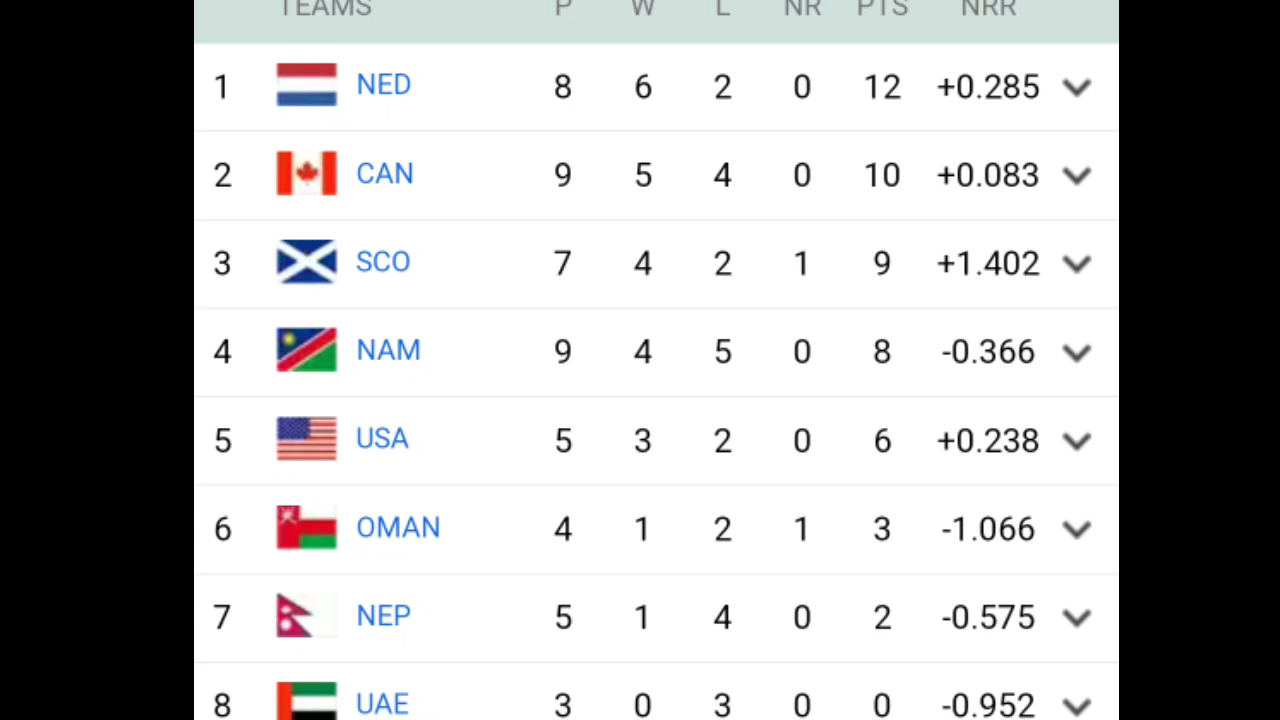 TEAMS P W L NR PTS NRR
1 NED 8 6 2 0 12 +0.285
2 CAN 9 5 4 0 10 +0.083
3 SCO 7 4 2 1 9 +1.402
4 NAM 9 4 5 0 8 -0.366
5 USA 5 3 2 0 6 +0.238
6 OMAN 4 1 2 1 3 -1.066
7 NEP 5 1 4 0 2 -0.575
8 UAE 3 0 3 0 0 -0.952